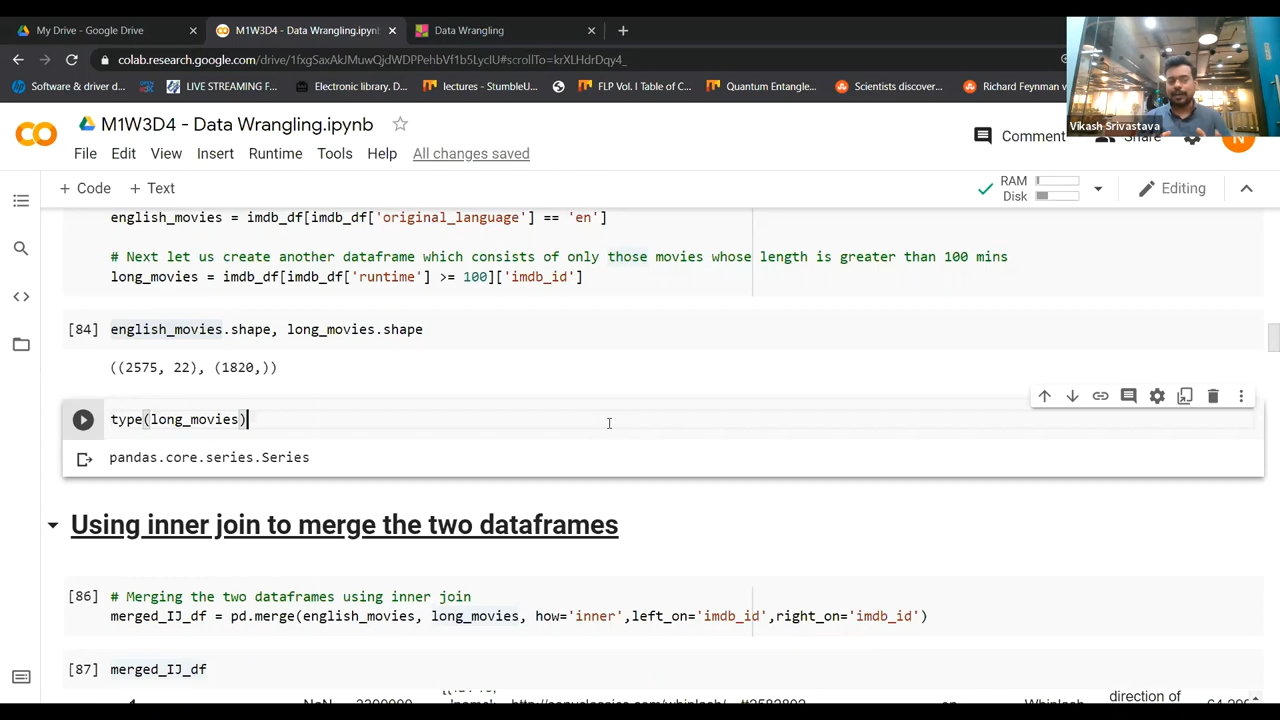 My Drive - Google Drive
M1W3D4 - Data Wrangling.ipynb
Data Wrangling
colab.research.google.com/drive/1fxgSaxAkJMuwQjdWDPPehbVf1b5LycIU#scrollTo=krXLHdrDqy4_
Software & driver d...
LIVE STREAMING F...
Electronic library. D...
lectures - StumbleU...
FLP Vol. I Table of C...
Quantum Entangle...
Scientists discover...
Richard Feynman v
Vikash Srivastava
M1W3D4 - Data Wrangling.ipynb
Comment
Share
N
File Edit View Insert Runtime Tools Help All changes saved
+ Code + Text
RAM
Disk
Editing
english_movies = imdb_df[imdb_df['original_language'] == 'en']
# Next let us create another dataframe which consists of only those movies whose length is greater than 100 mins
long_movies = imdb_df[imdb_df['runtime'] >= 100]['imdb_id']
[84] english_movies.shape, long_movies.shape
((2575, 22), (1820,))
type(long_movies)
pandas.core.series.Series
Using inner join to merge the two dataframes
[86] # Merging the two dataframes using inner join
merged_IJ_df = pd.merge(english_movies, long_movies, how='inner',left_on='imdb_id',right_on='imdb_id')
[87] merged_IJ_df
direction of